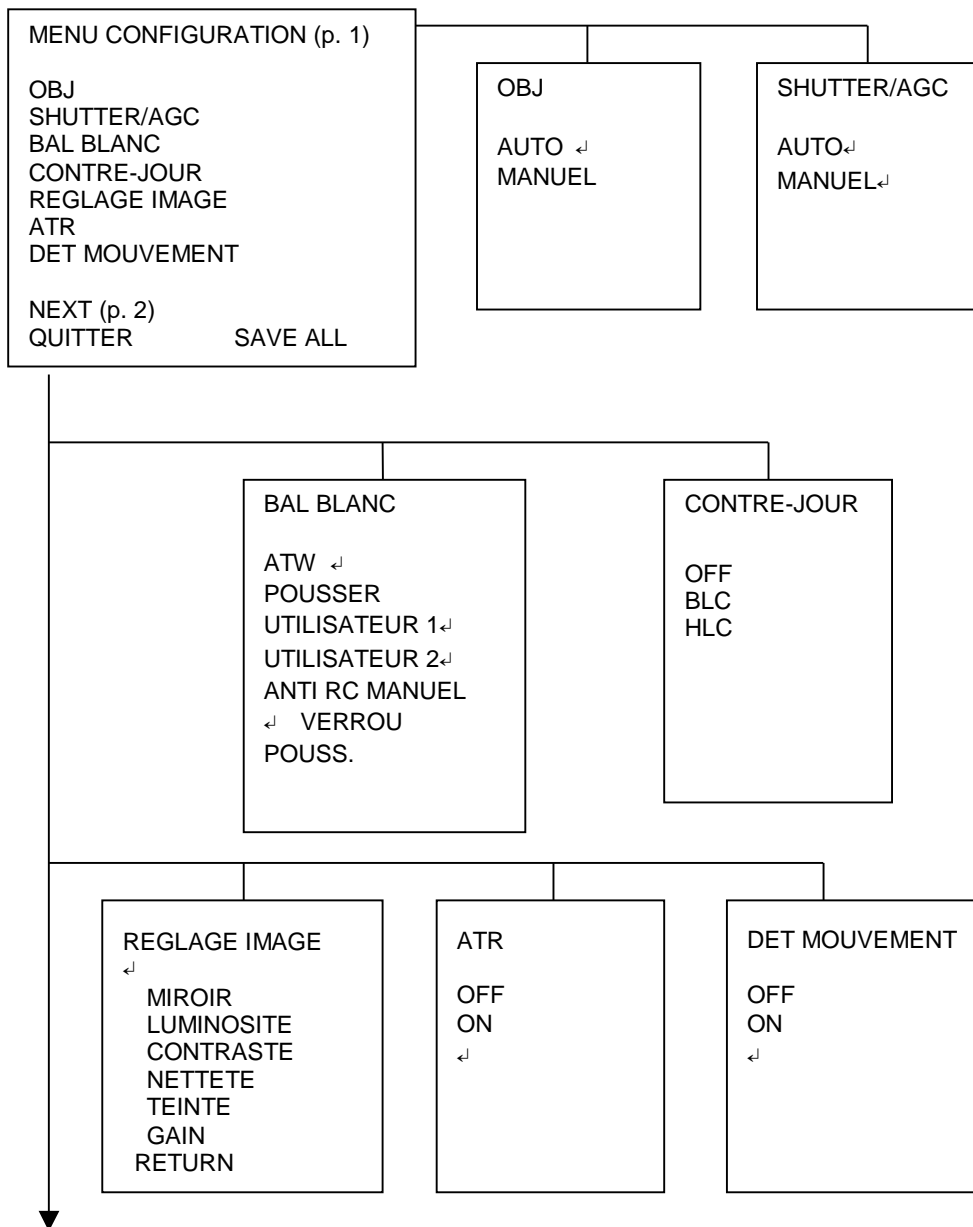 MENU CONFIGURATION (p. 1)
OBJ
SHUTTER/AGC
BAL BLANC
CONTRE-JOUR
REGLAGE IMAGE
ATR
DET MOUVEMENT
NEXT (p. 2)
QUITTER SAVE ALL
OBJ
AUTO ↲
MANUEL
SHUTTER/AGC
AUTO↲
MANUEL↲
BAL BLANC
ATW ↲
POUSSER
UTILISATEUR 1↲
UTILISATEUR 2↲
ANTI RC MANUEL
↲ VERROU
POUSS.
CONTRE-JOUR
OFF
BLC
HLC
REGLAGE IMAGE
↲
MIROIR
LUMINOSITE
CONTRASTE
NETTETE
TEINTE
GAIN
RETURN
ATR
OFF
ON
↲
DET MOUVEMENT
OFF
ON
↲